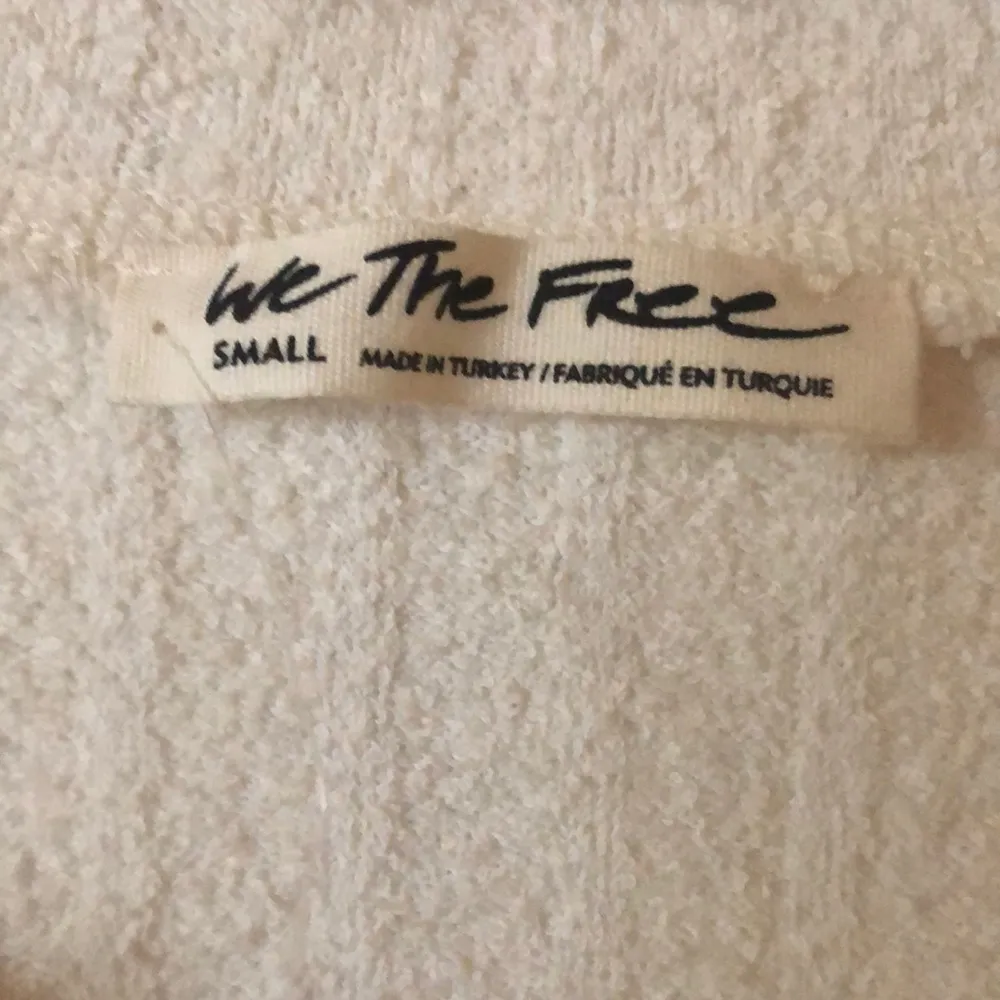 We The Free
SMALL MADE IN TURKEY / FABRIQUÉ EN TURQUIE